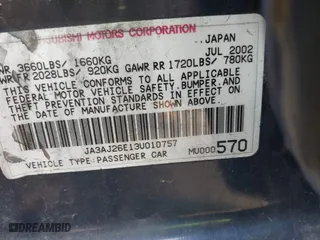 MITSUBISHI MOTORS CORPORATION
JAPAN
3660LBS/ 1660KG JUL 2002
FR 2028LBS/ 920KG GAWR RR 1720LBS/ 780KG
THIS VEHICLE CONFORMS TO ALL APPLICABLE
FEDERAL MOTOR VEHICLE SAFETY, BUMPER, AND
THEFT PREVENTION STANDARDS IN EFFECT ON
THE DATE OF MANUFACTURE SHOWN ABOVE.
JA3AJ26E13U010757
VEHICLE TYPE: PASSENGER CAR MU000570
DREAMBID